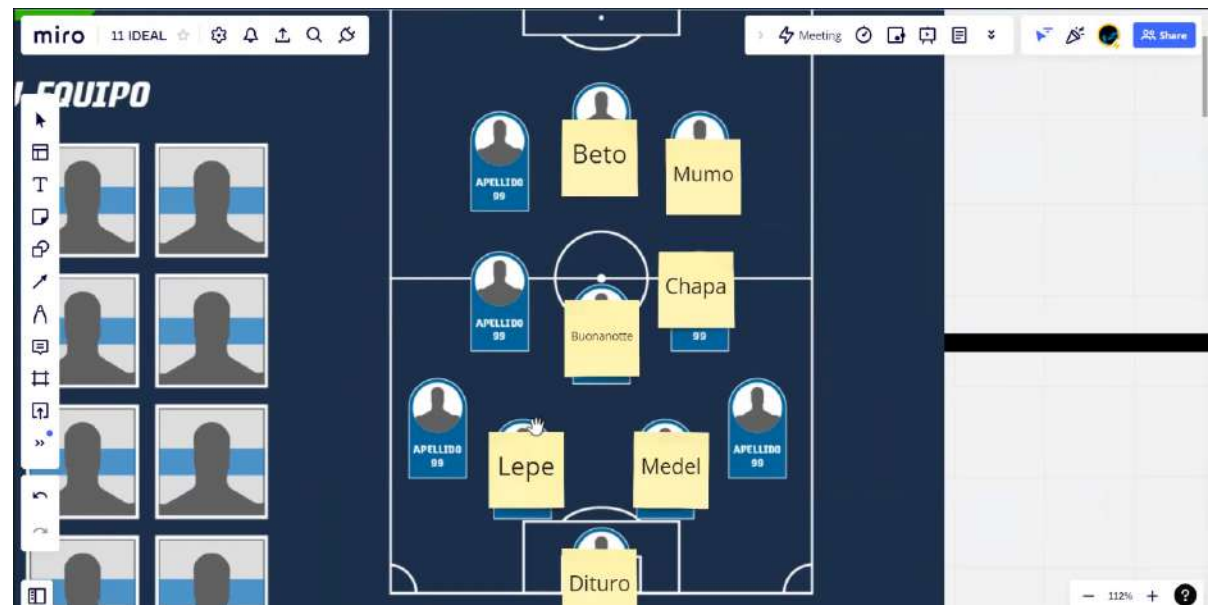 miro
11 IDEAL
Meeting
Share
EQUIPO
Beto
Mumo
APELLIDO
99
Chapa
APELLIDO
99
Buonanotte
99
APELLIDO
99
Lepe
Medel
APELLIDO
99
Dituro
112%